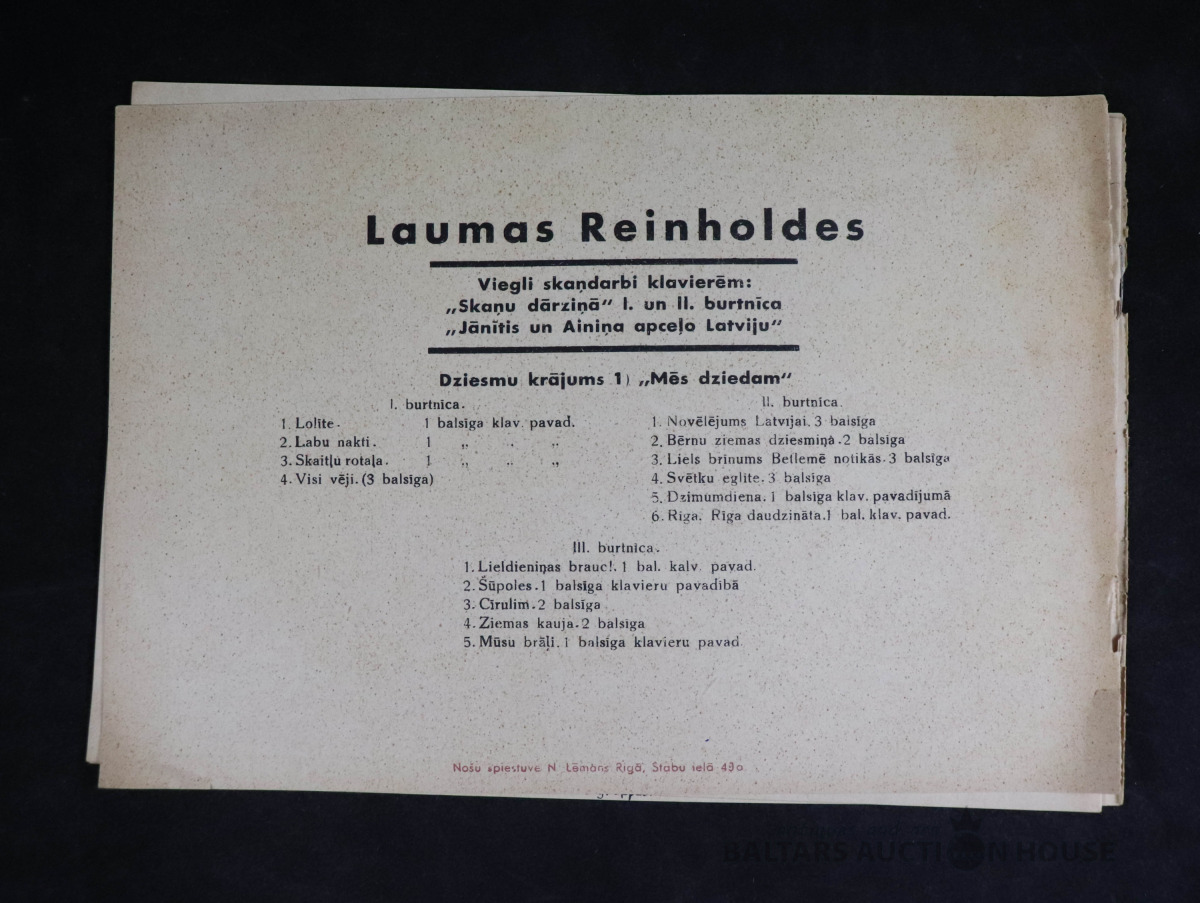 Laumas Reinholdes
Viegli skaņdarbi klavierēm:
„Skaņu dārziņā“ I. un II. burtnīca
„Jānītis un Ainiņa apceļo Latviju“
Dziesmu krājums 1) „Mēs dziedam“
I. burtnīca.
1. Lolīte. 1 balsīga klav. pavad.
2. Labu nakti. 1 „ „ „
3. Skaitļu rotaļa. 1 „ „ „
4. Visi vēji. (3 balsīga)
II. burtnīca.
1. Novēlējums Latvijai. 3 balsīga
2. Bērnu ziemas dziesmiņa. 2 balsīga
3. Liels brīnums Betlemē notikās. 3 balsīga
4. Svētku eglīte. 3 balsīga
5. Dzimumdiena. 1 balsīga klav. pavadījumā
6. Rīga. Rīga daudzināta. 1 bal. klav. pavad.
III. burtnīca.
1. Lieldieniņas brauc!. 1 bal. kalv. pavad.
2. Šūpoles. 1 balsīga klavieru pavadībā
3. Cīrulim. 2 balsīga
4. Ziemas kauja. 2 balsīga
5. Mūsu brāļi. 1 balsīga klavieru pavad.
Nošu spiestuve N. Lēmāns Rīgā, Stabu ielā 49a
BALTARS AUCTION HOUSE